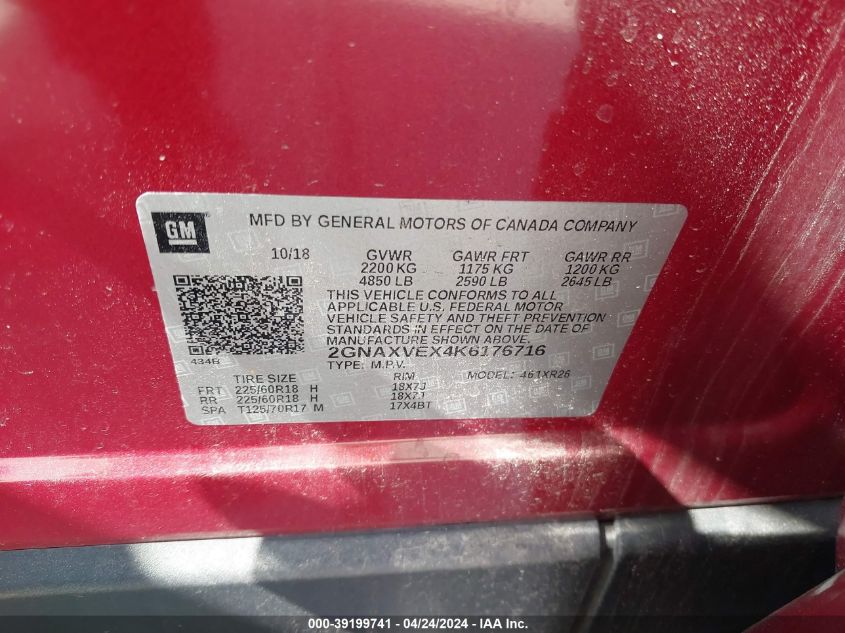 GM
MFD BY GENERAL MOTORS OF CANADA COMPANY
10/18 GVWR GAWR FRT GAWR RR
2200 KG 1175 KG 1200 KG
4850 LB 2590 LB 2645 LB
THIS VEHICLE CONFORMS TO ALL
APPLICABLE U.S. FEDERAL MOTOR
VEHICLE SAFETY AND THEFT PREVENTION
STANDARDS IN EFFECT ON THE DATE OF
MANUFACTURE SHOWN ABOVE.
434B
2GNAXVEX4K6176716
TYPE: M.P.V. MODEL: 461XR26
TIRE SIZE RIM
FRT 225/60R18 H 18X7J
RR 225/60R18 H 18X7J
SPA T125/70R17 M 17X4BT
000-39199741 / 04/24/2024 - IAA Inc.